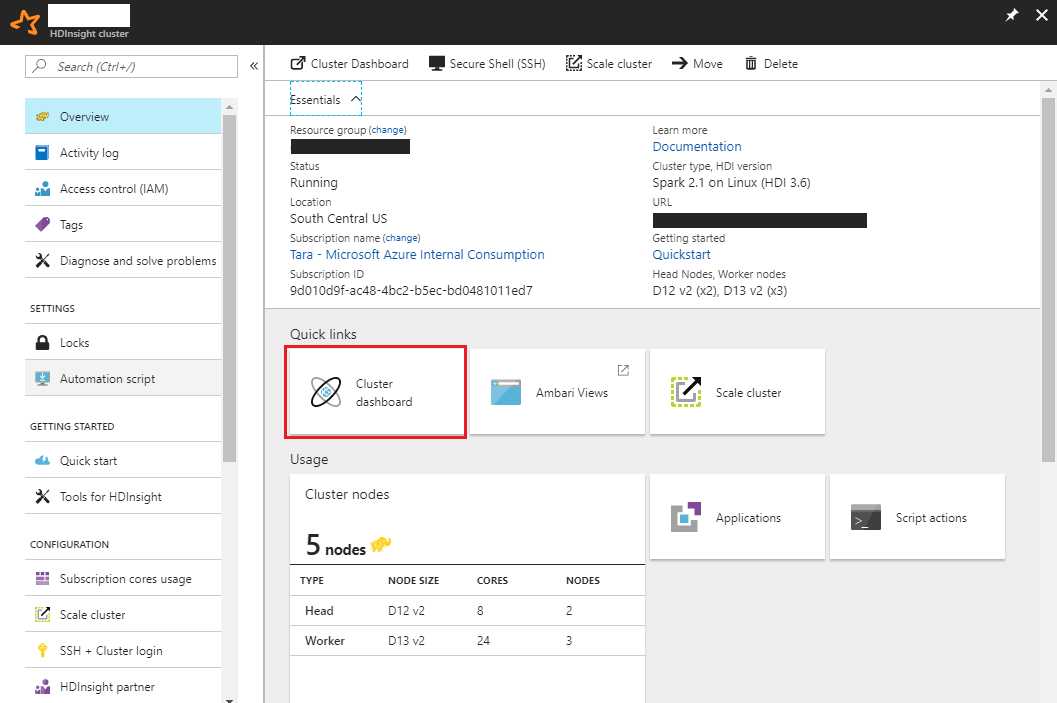 HDInsight cluster
Search (Ctrl+/)
«
Overview
Activity log
Access control (IAM)
Tags
Diagnose and solve problems
SETTINGS
Locks
Automation script
GETTING STARTED
Quick start
Tools for HDInsight
CONFIGURATION
Subscription cores usage
Scale cluster
SSH + Cluster login
HDInsight partner
Cluster Dashboard
Secure Shell (SSH)
Scale cluster
Move
Delete
Essentials
Resource group (change)
Status
Running
Location
South Central US
Subscription name (change)
Tara - Microsoft Azure Internal Consumption
Subscription ID
9d010d9f-ac48-4bc2-b5ec-bd0481011ed7
Learn more
Documentation
Cluster type, HDI version
Spark 2.1 on Linux (HDI 3.6)
URL
Getting started
Quickstart
Head Nodes, Worker nodes
D12 v2 (x2), D13 v2 (x3)
Quick links
Cluster
dashboard
Ambari Views
Scale cluster
Usage
Cluster nodes
5 nodes
TYPE NODE SIZE CORES NODES
Head D12 v2 8 2
Worker D13 v2 24 3
Applications
>_
Script actions